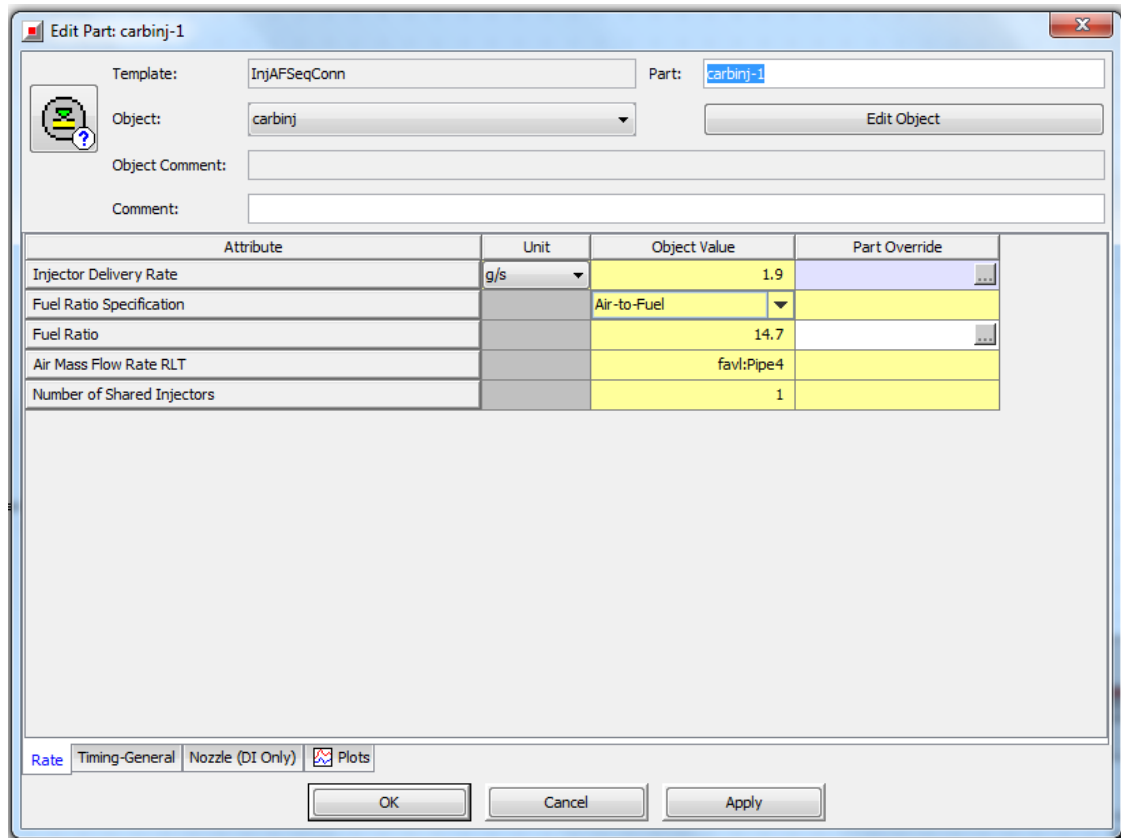 Edit Part: carbinj-1
X
Template: InjAFSeqConn Part: carbinj-1
Object: carbinj Edit Object
?
Object Comment:
Comment:
Attribute Unit Object Value Part Override
Injector Delivery Rate g/s 1.9 ...
Fuel Ratio Specification Air-to-Fuel
Fuel Ratio 14.7 ...
Air Mass Flow Rate RLT favl:Pipe4
Number of Shared Injectors 1
Rate Timing-General Nozzle (DI Only) Plots
OK Cancel Apply